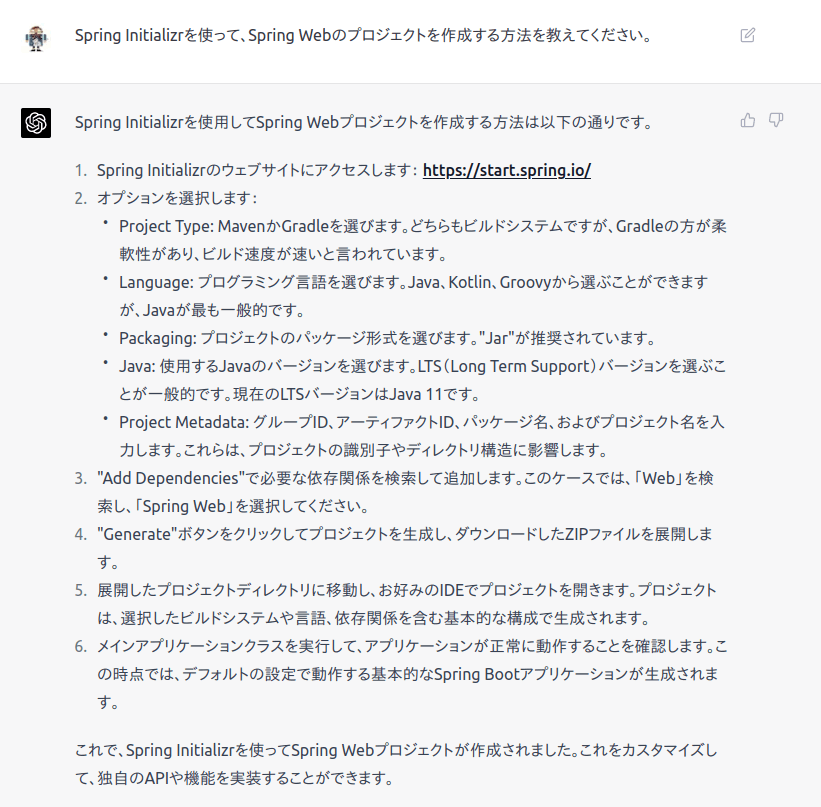 Spring Initializrを使って、Spring Webのプロジェクトを作成する方法を教えてください。
Spring Initializrを使用してSpring Webプロジェクトを作成する方法は以下の通りです。
1. Spring Initializrのウェブサイトにアクセスします: https://start.spring.io/
2. オプションを選択します:
• Project Type: MavenかGradleを選びます。どちらもビルドシステムですが、Gradleの方が柔
軟性があり、ビルド速度が速いと言われています。
• Language: プログラミング言語を選びます。Java、Kotlin、Groovyから選ぶことができます
が、Javaが最も一般的です。
• Packaging: プロジェクトのパッケージ形式を選びます。"Jar"が推奨されています。
• Java: 使用するJavaのバージョンを選びます。LTS（Long Term Support）バージョンを選ぶこ
とが一般的です。現在のLTSバージョンはJava 11です。
• Project Metadata: グループID、アーティファクトID、パッケージ名、およびプロジェクト名を入
力します。これらは、プロジェクトの識別子やディレクトリ構造に影響します。
3. "Add Dependencies"で必要な依存関係を検索して追加します。このケースでは、「Web」を検
索し、「Spring Web」を選択してください。
4. "Generate"ボタンをクリックしてプロジェクトを生成し、ダウンロードしたZIPファイルを展開しま
す。
5. 展開したプロジェクトディレクトリに移動し、お好みのIDEでプロジェクトを開きます。プロジェクト
は、選択したビルドシステムや言語、依存関係を含む基本的な構成で生成されます。
6. メインアプリケーションクラスを実行して、アプリケーションが正常に動作することを確認します。こ
の時点では、デフォルトの設定で動作する基本的なSpring Bootアプリケーションが生成されま
す。
これで、Spring Initializrを使ってSpring Webプロジェクトが作成されました。これをカスタマイズし
て、独自のAPIや機能を実装することができます。